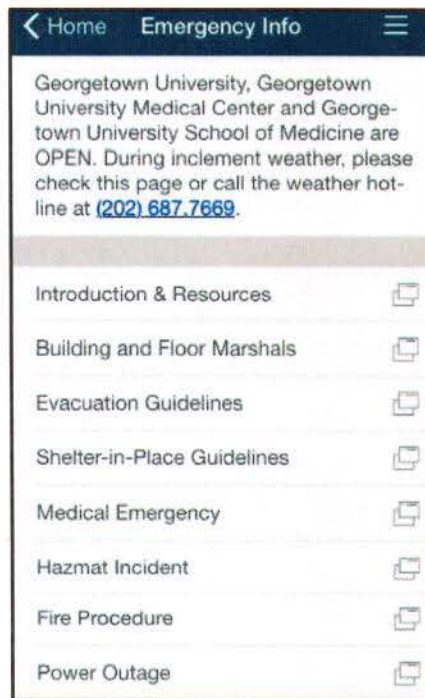 Home Emergency Info
Georgetown University, Georgetown
University Medical Center and George-
town University School of Medicine are
OPEN. During inclement weather, please
check this page or call the weather hot-
line at (202) 687.7669.
Introduction & Resources
Building and Floor Marshals
Evacuation Guidelines
Shelter-in-Place Guidelines
Medical Emergency
Hazmat Incident
Fire Procedure
Power Outage